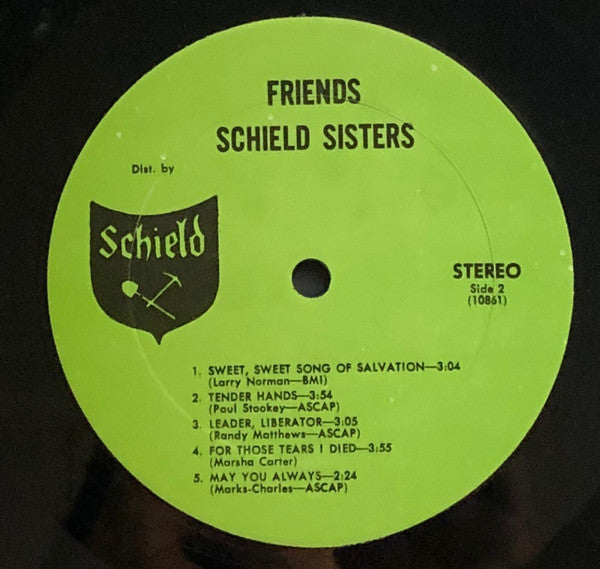 FRIENDS
SCHIELD SISTERS
Dist. by
Schield
STEREO
Side 2
(10861)
1. SWEET, SWEET SONG OF SALVATION—3:04
(Larry Norman—BMI)
2. TENDER HANDS—3:54
(Paul Stookey—ASCAP)
3. LEADER, LIBERATOR—3:05
(Randy Matthews—ASCAP)
4. FOR THOSE TEARS I DIED—3:55
(Marsha Carter)
5. MAY YOU ALWAYS—2:24
(Marks-Charles—ASCAP)